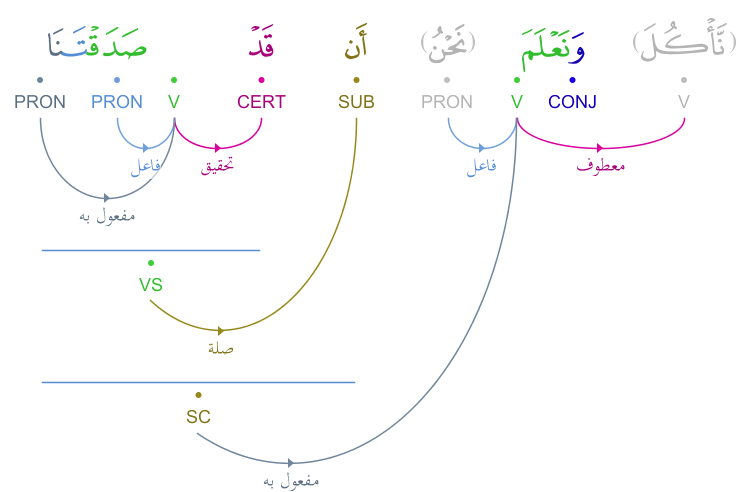 (نَّأْكُلَ) وَنَعْلَمَ (نَحْنُ) أَن قَدْ صَدَقْتَنَا
V CONJ V PRON SUB CERT V PRON PRON
معطوف فاعل تحقيق فاعل
مفعول به
VS
صلة
SC
مفعول به